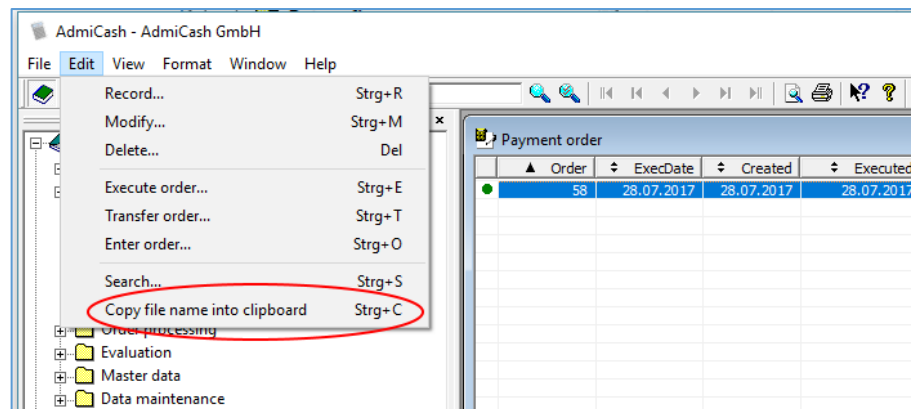 AdmiCash - AdmiCash GmbH
File Edit View Format Window Help
Record... Strg+R
Modify... Strg+M
Delete... Del
Execute order... Strg+E
Transfer order... Strg+T
Enter order... Strg+O
Search... Strg+S
Copy file name into clipboard Strg+C
Order processing
Evaluation
Master data
Data maintenance
Payment order
Order ExecDate Created Executed
58 28.07.2017 28.07.2017 28.07.2017